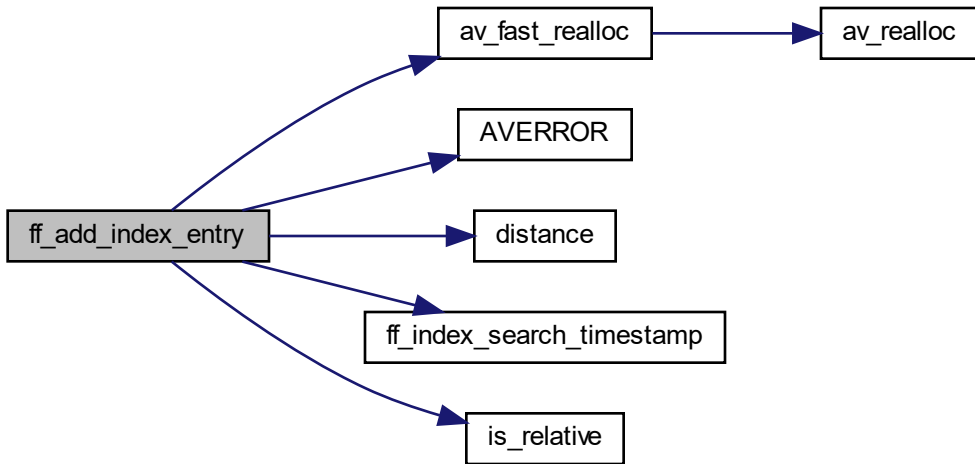 av_fast_realloc
av_realloc
AVERROR
ff_add_index_entry
distance
ff_index_search_timestamp
is_relative